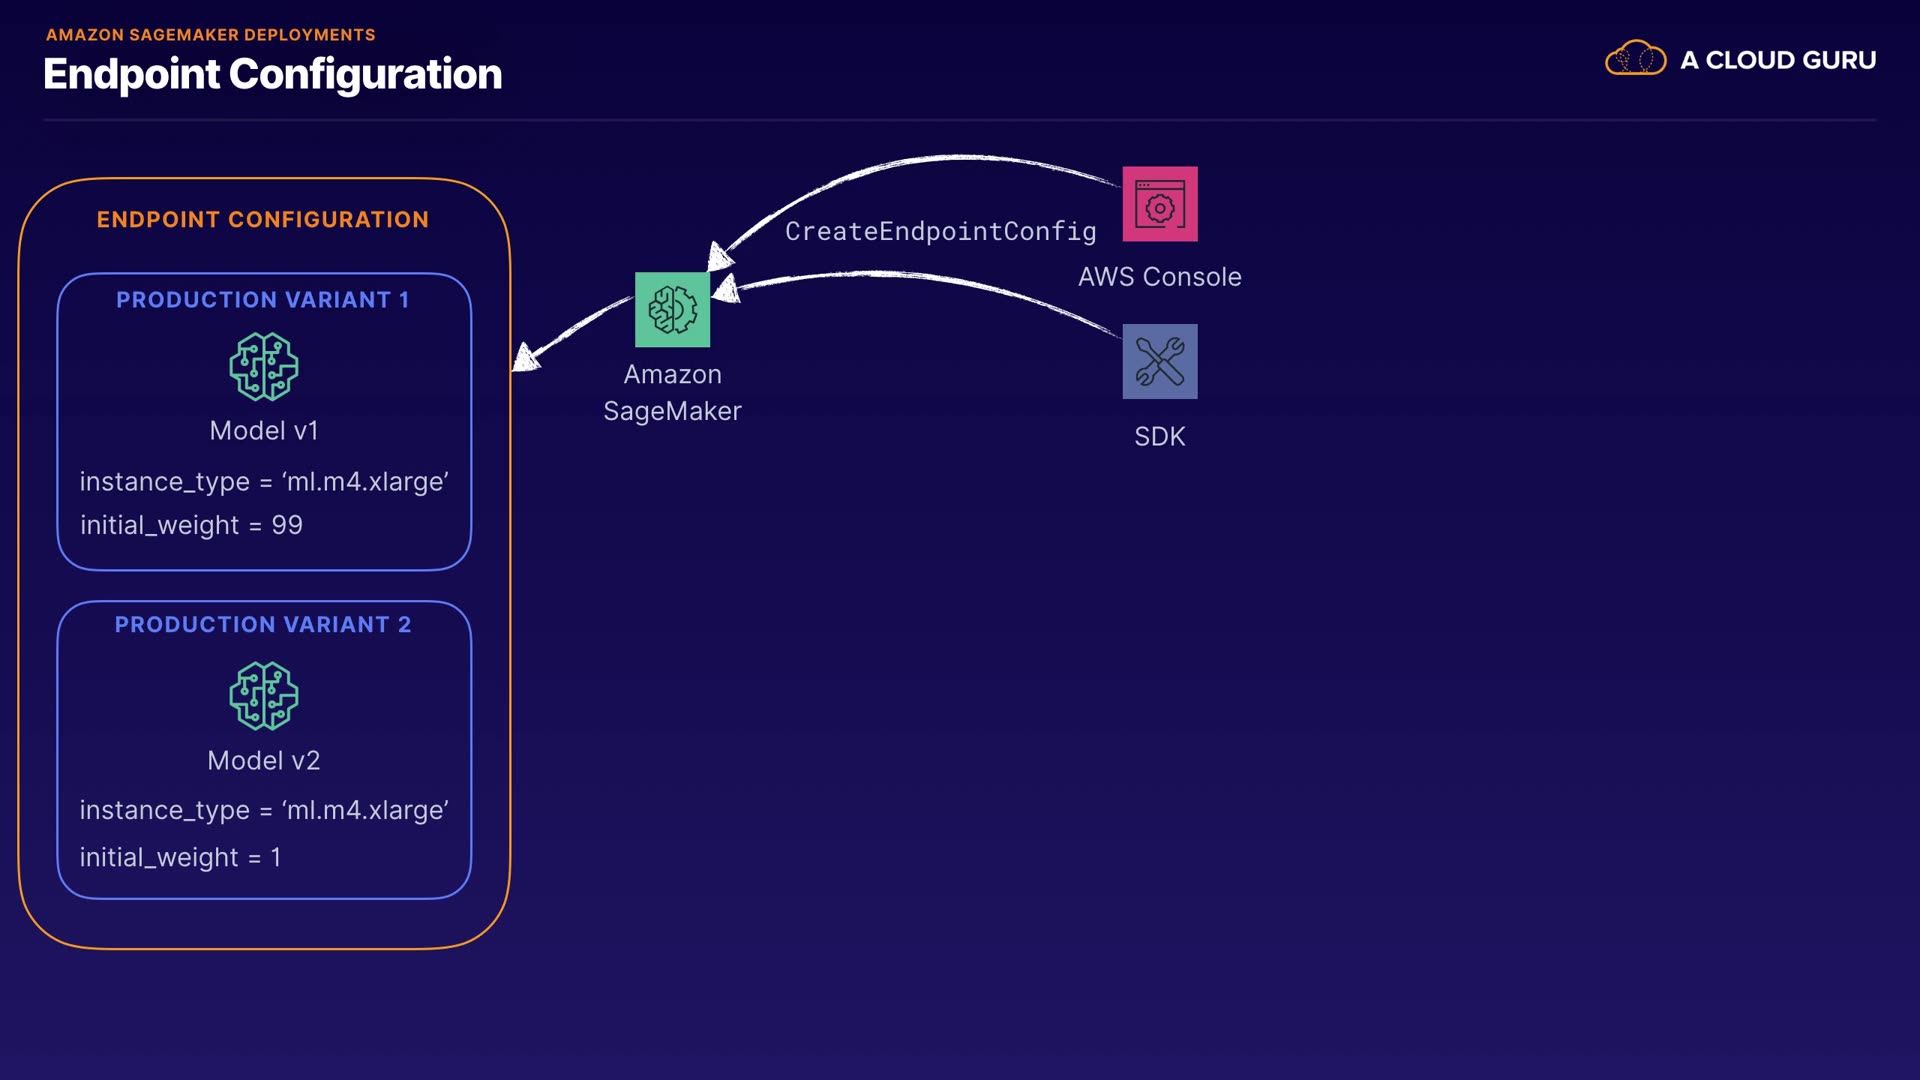 AMAZON SAGEMAKER DEPLOYMENTS
Endpoint Configuration
A CLOUD GURU
ENDPOINT CONFIGURATION
PRODUCTION VARIANT 1
Model v1
instance_type = ‘ml.m4.xlarge’
initial_weight = 99
PRODUCTION VARIANT 2
Model v2
instance_type = ‘ml.m4.xlarge’
initial_weight = 1
Amazon
SageMaker
CreateEndpointConfig
AWS Console
SDK